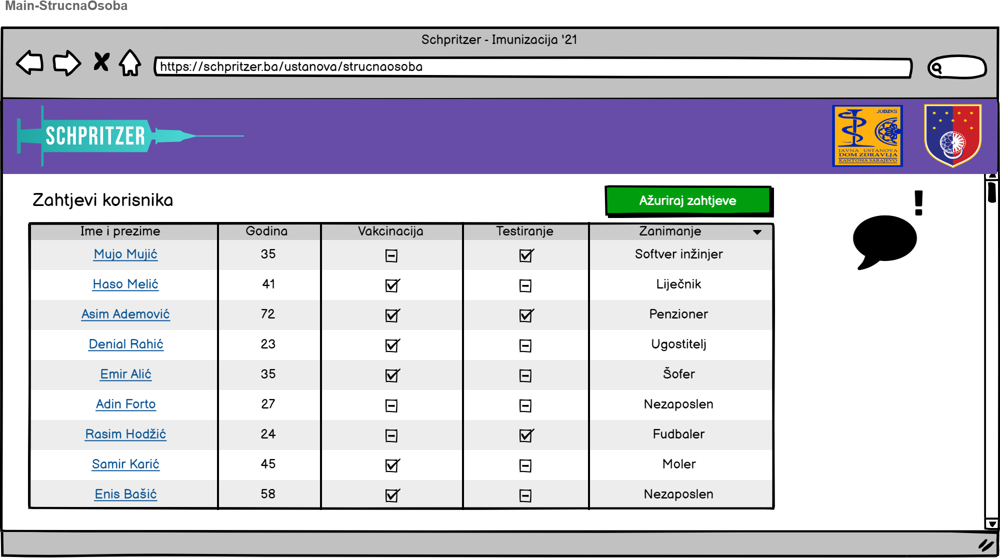 Main-StrucnaOsoba
Schpritzer - Imunizacija '21
https://schpritzer.ba/ustanova/strucnaosoba
SCHPRITZER
JUDZKS
JAVNA USTANOVA
DOM ZDRAVLJA
KANTONA SARAJEVO
Zahtjevi korisnika
Ažuriraj zahtjeve
!
Ime i prezime Godina Vakcinacija Testiranje Zanimanje
Mujo Mujić 35 Softver inžinjer
Haso Melić 41 Liječnik
Asim Ademović 72 Penzioner
Denial Rahić 23 Ugostitelj
Emir Alić 35 Šofer
Adin Forto 27 Nezaposlen
Rasim Hodžić 24 Fudbaler
Samir Karić 45 Moler
Enis Bašić 58 Nezaposlen